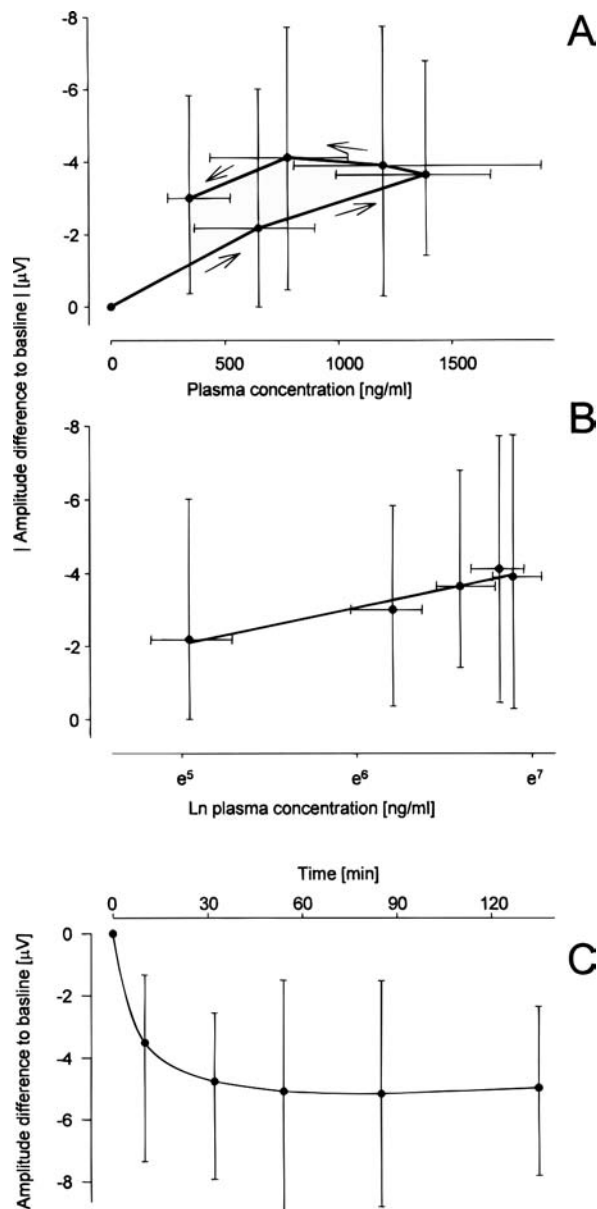 A
-8
-6
-4
-2
0
0 500 1000 1500
Plasma concentration [ng/ml]
| Amplitude difference to basline | [µV]
B
-8
-6
-4
-2
0
e⁵ e⁶ e⁷
Ln plasma concentration [ng/ml]
Time [min]
0 30 60 90 120
C
0
-2
-4
-6
-8
Amplitude difference to basline [µV]